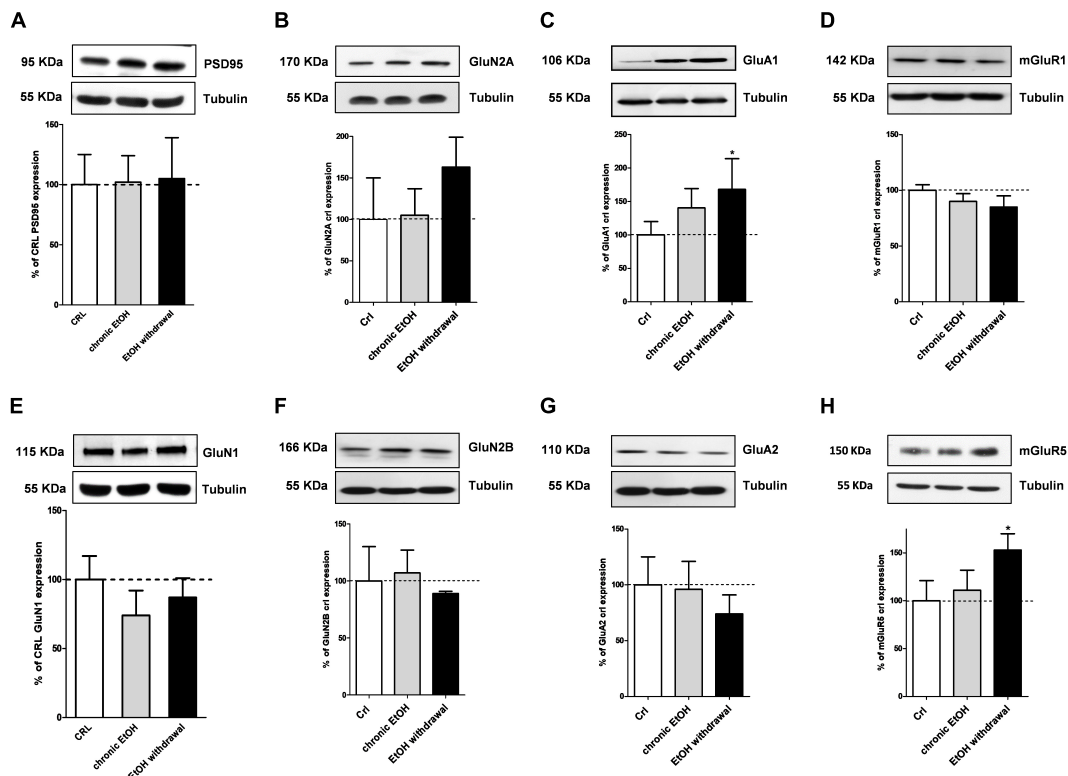 A
95 KDa
PSD95
55 KDa
Tubulin
% of CRL PSD95 expression
150
100
50
0
CRL
chronic EtOH
EtOH withdrawal
B
170 KDa
GluN2A
55 KDa
Tubulin
% of GluN2A crl expression
200
150
100
50
0
Crl
chronic EtOH
EtOH withdrawal
C
106 KDa
GluA1
55 KDa
Tubulin
% of GluA1 crl expression
250
200
150
100
50
0
*
Crl
chronic EtOH
EtOH withdrawal
D
142 KDa
mGluR1
55 KDa
Tubulin
% of mGluR1 crl expression
150
100
50
0
Crl
chronic EtOH
EtOH withdrawal
E
115 KDa
GluN1
55 KDa
Tubulin
% of CRL GluN1 expression
150
100
50
0
CRL
chronic EtOH
EtOH withdrawal
F
166 KDa
GluN2B
55 KDa
Tubulin
% of GluN2B crl expression
150
100
50
0
Crl
chronic EtOH
EtOH withdrawal
G
110 KDa
GluA2
55 KDa
Tubulin
% of GluA2 crl expression
150
100
50
0
Crl
chronic EtOH
EtOH withdrawal
H
150 KDa
mGluR5
55 KDa
Tubulin
% of mGluR5 crl expression
150
100
50
0
*
Crl
chronic EtOH
EtOH withdrawal